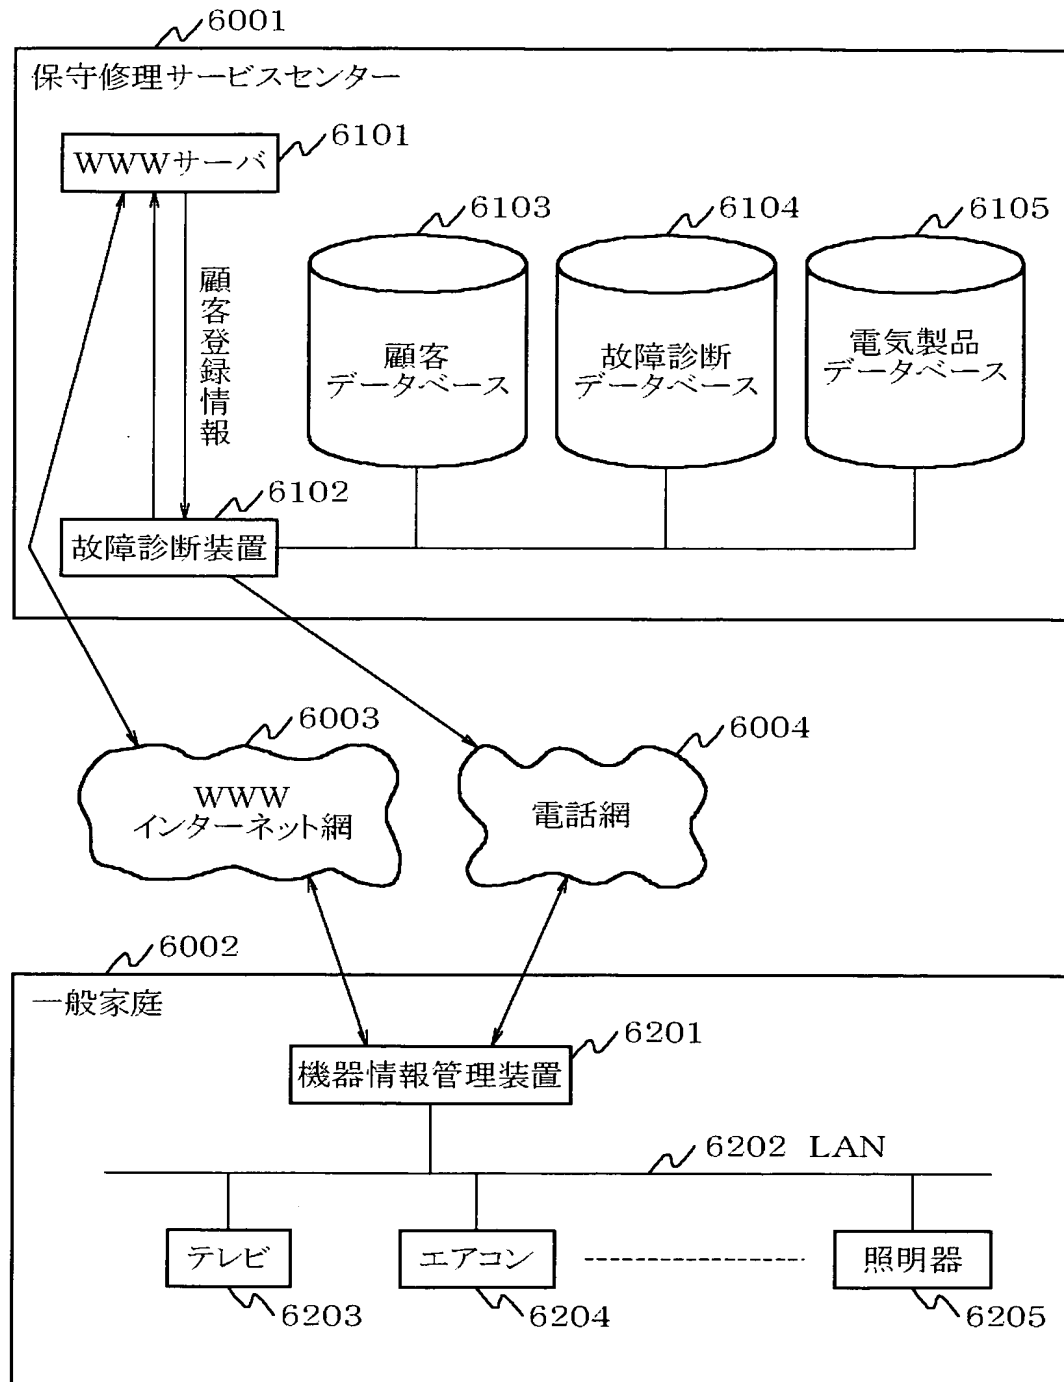 6001
保守修理サービスセンター
6101
WWWサーバ
6103
6104
6105
顧客登録情報
顧客
データベース
故障診断
データベース
電気製品
データベース
6102
故障診断装置
6003
WWW
インターネット網
6004
電話網
6002
一般家庭
6201
機器情報管理装置
6202 LAN
テレビ
エアコン
照明器
6203
6204
6205